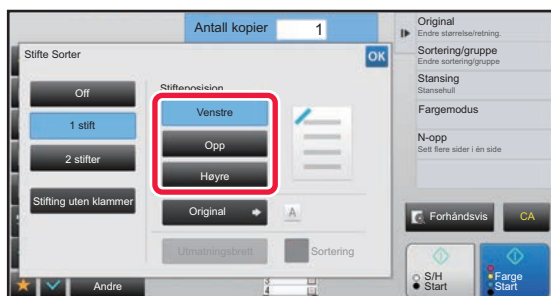 Antall kopier 1
Stifte Sorter
OK
Off
1 stift
2 stifter
Stifting uten klammer
Stifteposisjon
Venstre
Opp
Høyre
Original
A
Utmatningsbrett
Sortering
Andre
Original
Endre størrelse/retning.
Sortering/gruppe
Endre sortering/gruppe
Stansing
Stansehull
Fargemodus
N-opp
Sett flere sider i én side
Forhåndsvis
CA
S/H
Start
Farge
Start